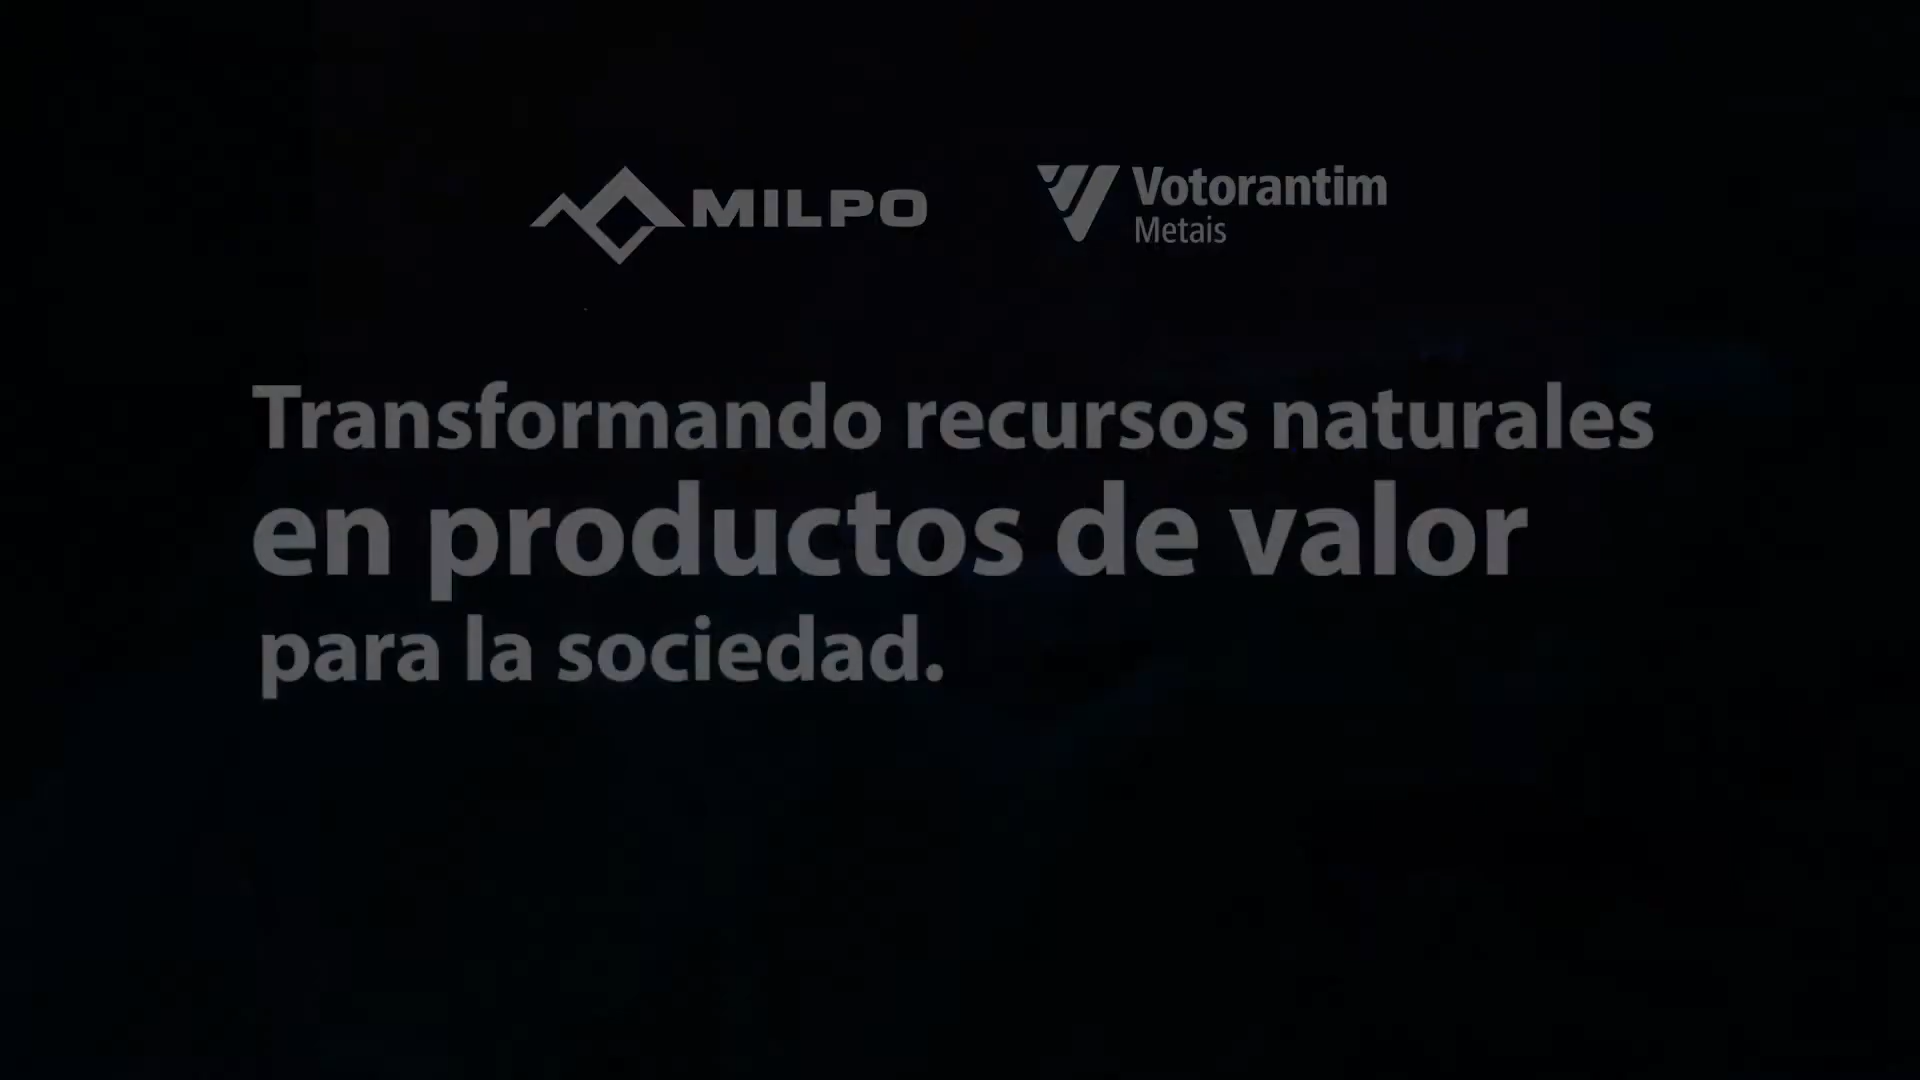 MILPO
Votorantim
Metais
Transformando recursos naturales
en productos de valor
para la sociedad.